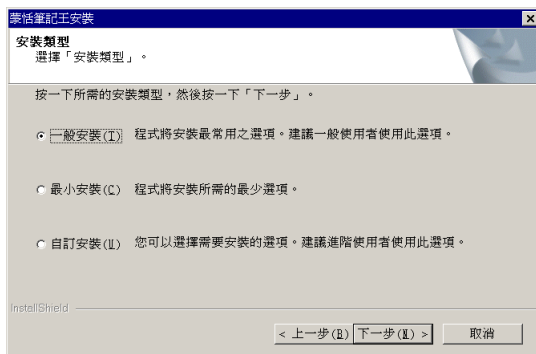 蒙恬筆記王安裝
安裝類型
選擇「安裝類型」。
按一下所需的安裝類型，然後按一下「下一步」。
一般安裝(T) 程式將安裝最常用之選項。建議一般使用者使用此選項。
最小安裝(C) 程式將安裝所需的最少選項。
自訂安裝(U) 您可以選擇需要安裝的選項。建議進階使用者使用此選項。
InstallShield
< 上一步(B) 下一步(N) > 取消